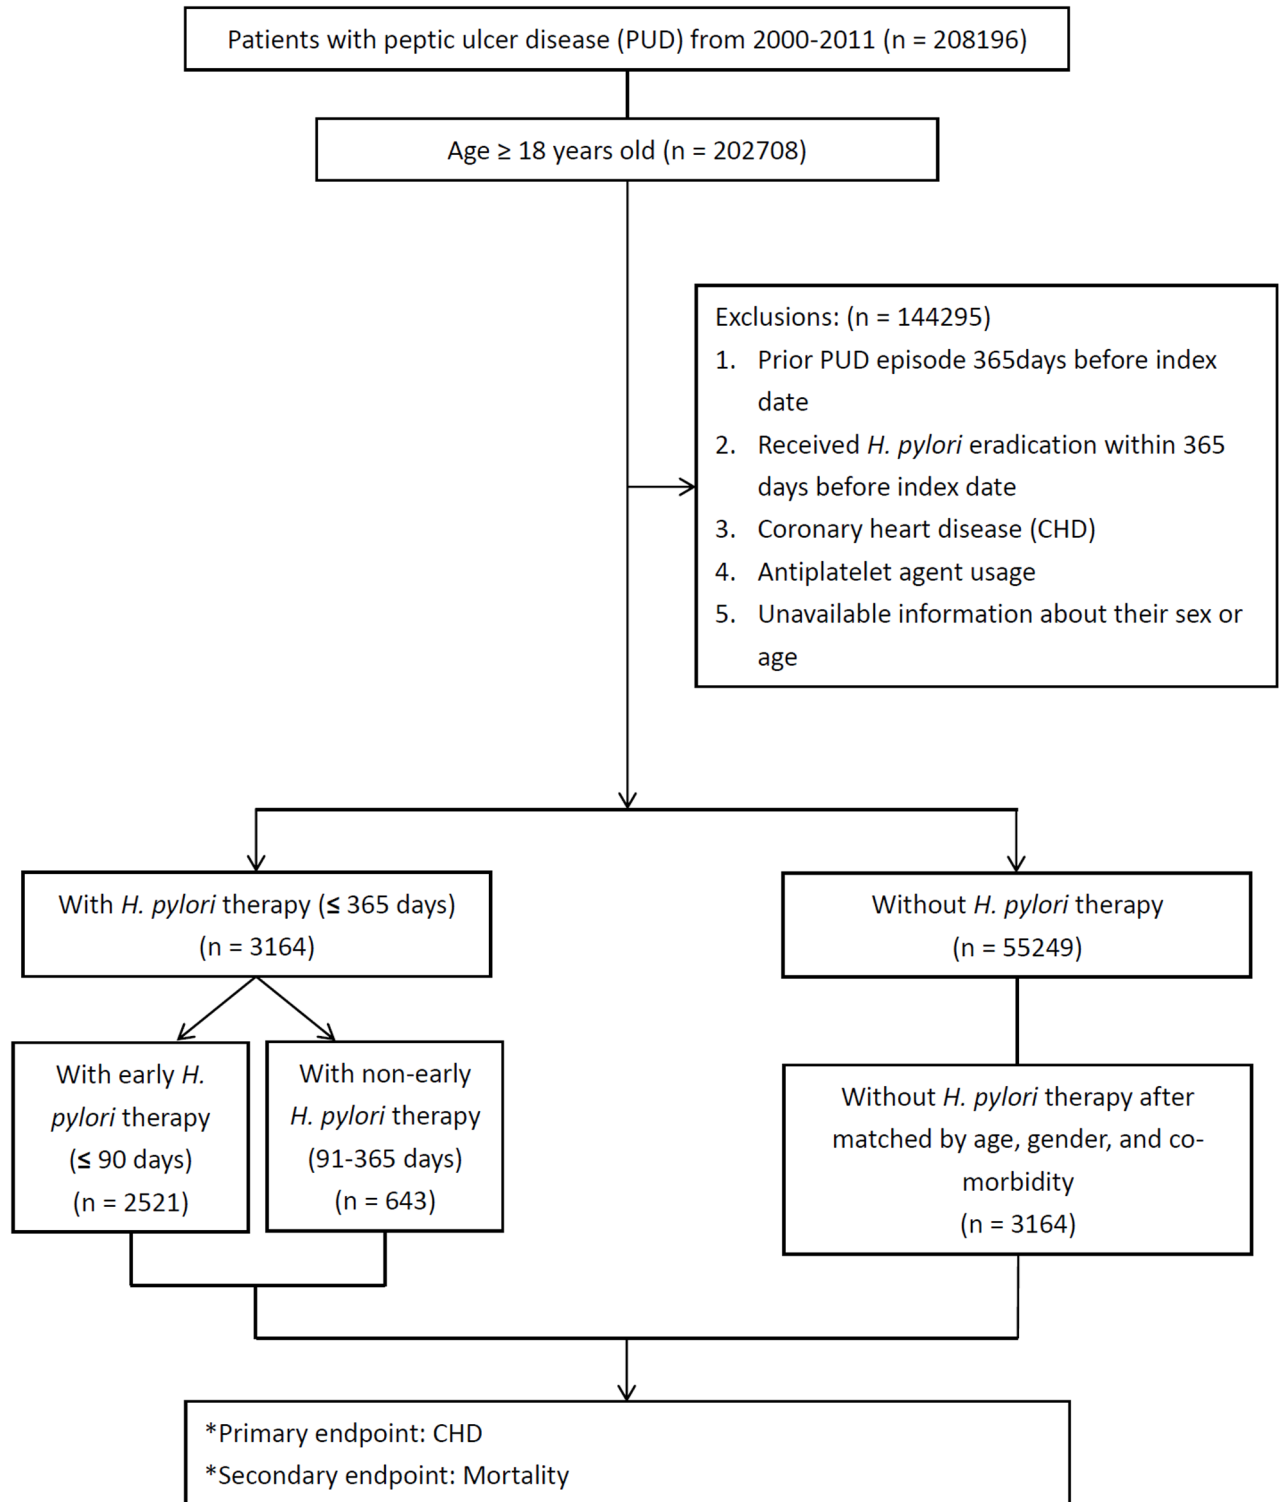 Patients with peptic ulcer disease (PUD) from 2000-2011 (n = 208196)
Age ≥ 18 years old (n = 202708)
Exclusions: (n = 144295)
1. Prior PUD episode 365days before index
date
2. Received H. pylori eradication within 365
days before index date
3. Coronary heart disease (CHD)
4. Antiplatelet agent usage
5. Unavailable information about their sex or
age
With H. pylori therapy (≤ 365 days)
(n = 3164)
Without H. pylori therapy
(n = 55249)
With early H.
pylori therapy
(≤ 90 days)
(n = 2521)
With non-early
H. pylori therapy
(91-365 days)
(n = 643)
Without H. pylori therapy after
matched by age, gender, and co-
morbidity
(n = 3164)
*Primary endpoint: CHD
*Secondary endpoint: Mortality